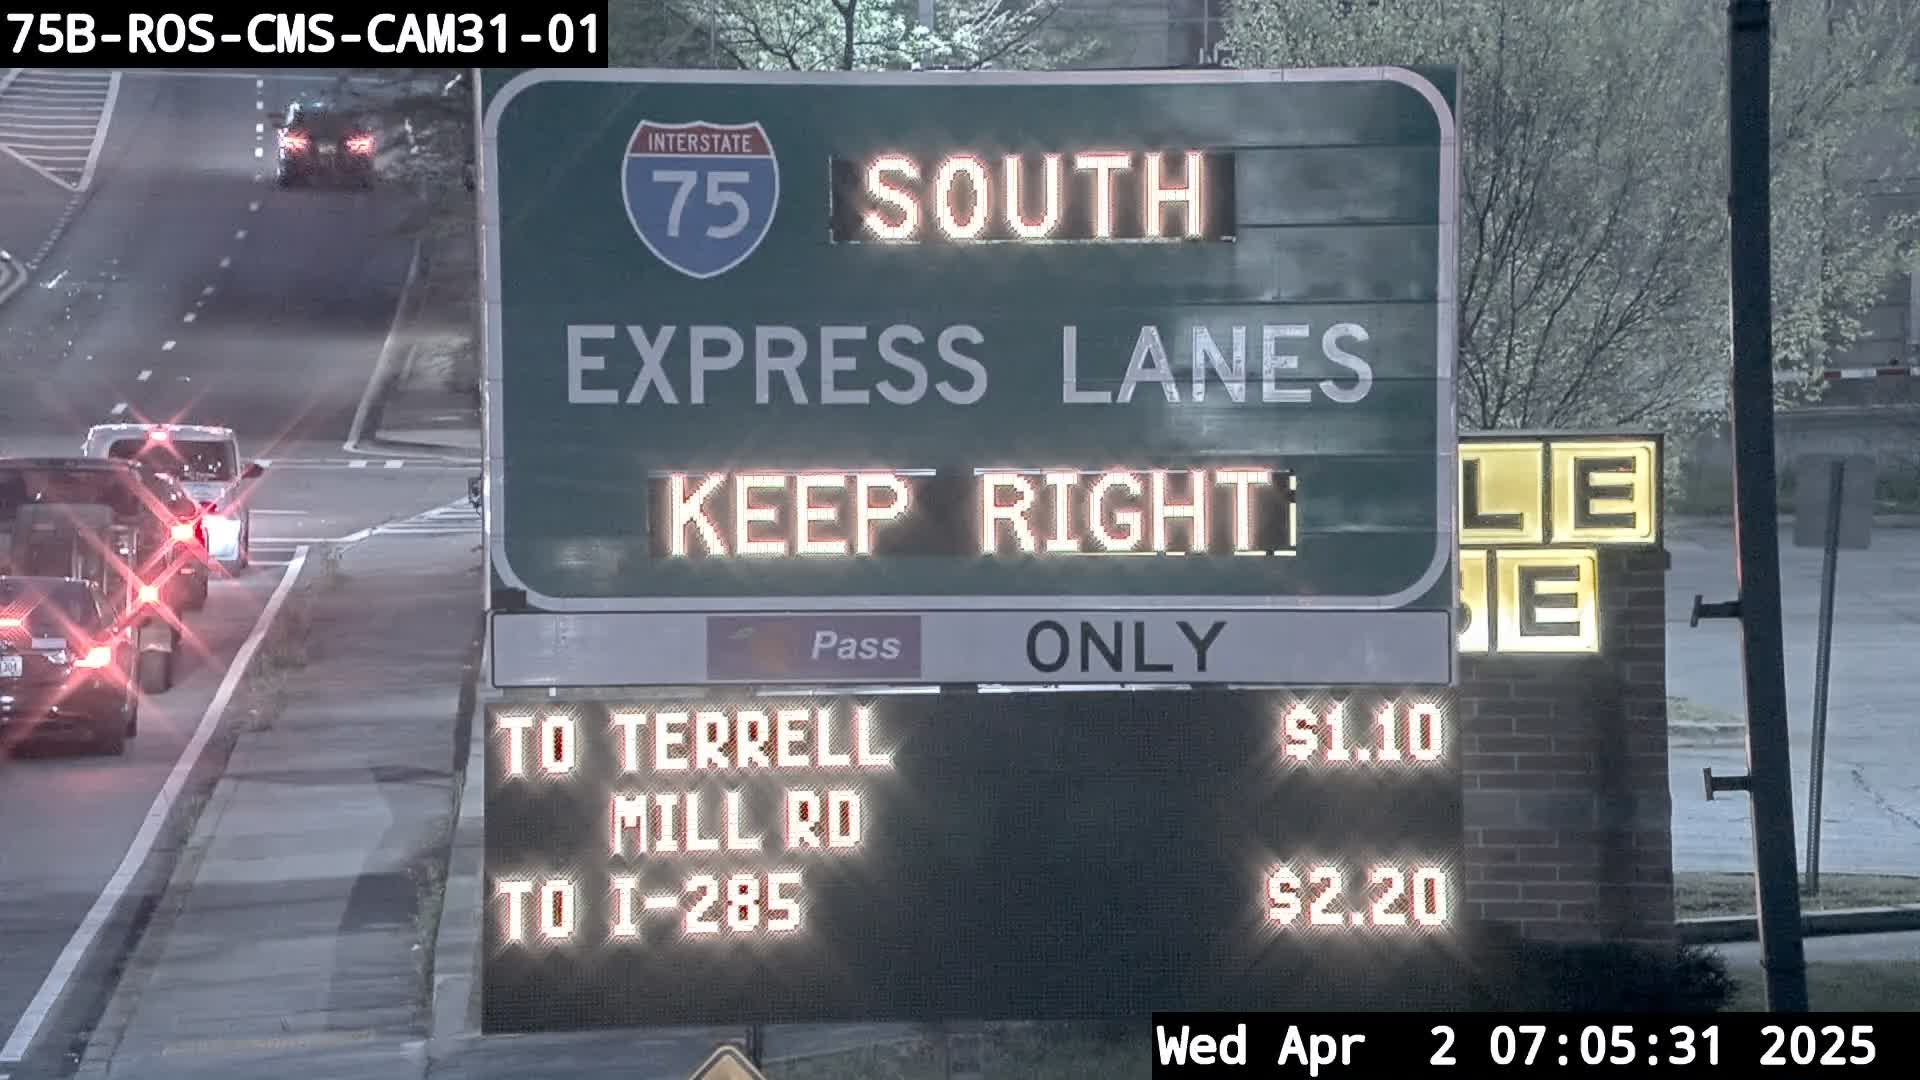 75B-ROS-CMS-CAM31-01
INTERSTATE
75
SOUTH
EXPRESS LANES
KEEP RIGHT
Pass ONLY
TO TERRELL $1.10
MILL RD
TO I-285 $2.20
LE
E
Wed Apr 2 07:05:31 2025